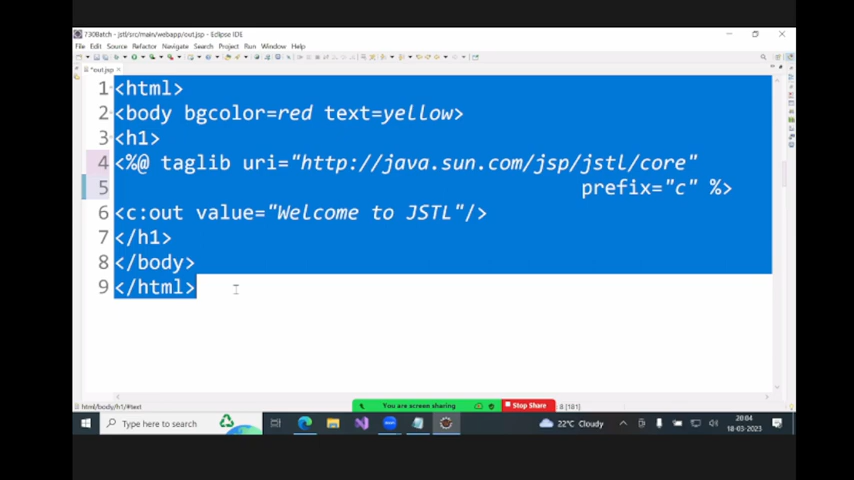 730Batch - jstl/src/main/webapp/out.jsp - Eclipse IDE
File Edit Source Refactor Navigate Search Project Run Window Help
*out.jsp
1 <html>
2 <body bgcolor=red text=yellow>
3 <h1>
4 <%@ taglib uri="http://java.sun.com/jsp/jstl/core"
5 prefix="c" %>
6 <c:out value="Welcome to JSTL"/>
7 </h1>
8 </body>
9 </html>
html/body/h1/#text
You are screen sharing
Stop Share
8 [181]
Type here to search
22°C Cloudy
20:04
18-03-2023